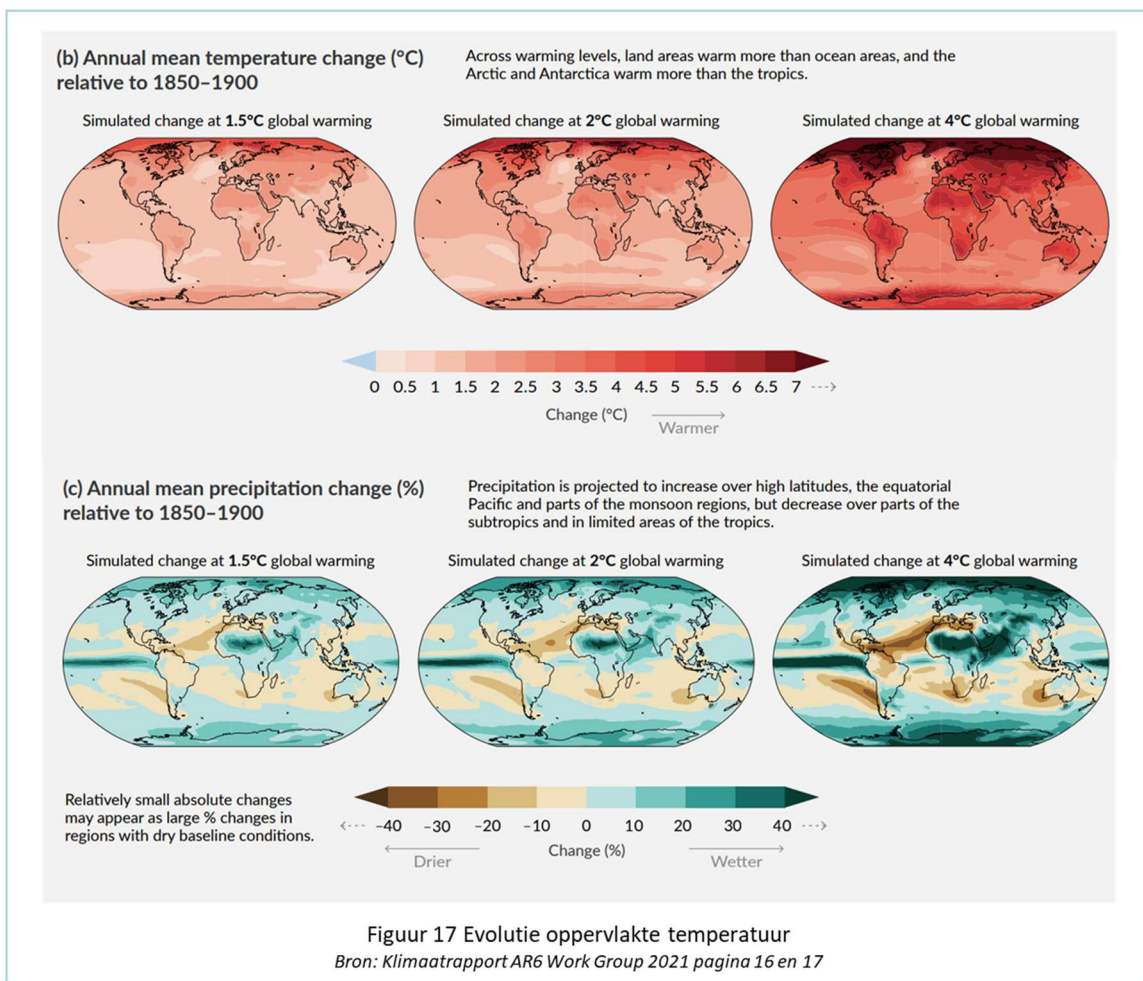 (b) Annual mean temperature change (°C)
relative to 1850–1900
Across warming levels, land areas warm more than ocean areas, and the
Arctic and Antarctica warm more than the tropics.
Simulated change at 1.5°C global warming
Simulated change at 2°C global warming
Simulated change at 4°C global warming
0 0.5 1 1.5 2 2.5 3 3.5 4 4.5 5 5.5 6 6.5 7
Change (°C)
Warmer
(c) Annual mean precipitation change (%)
relative to 1850–1900
Precipitation is projected to increase over high latitudes, the equatorial
Pacific and parts of the monsoon regions, but decrease over parts of the
subtropics and in limited areas of the tropics.
Simulated change at 1.5°C global warming
Simulated change at 2°C global warming
Simulated change at 4°C global warming
Relatively small absolute changes
may appear as large % changes in
regions with dry baseline conditions.
–40 –30 –20 –10 0 10 20 30 40
Change (%)
Drier
Wetter
Figuur 17 Evolutie oppervlakte temperatuur
Bron: Klimaatrapport AR6 Work Group 2021 pagina 16 en 17